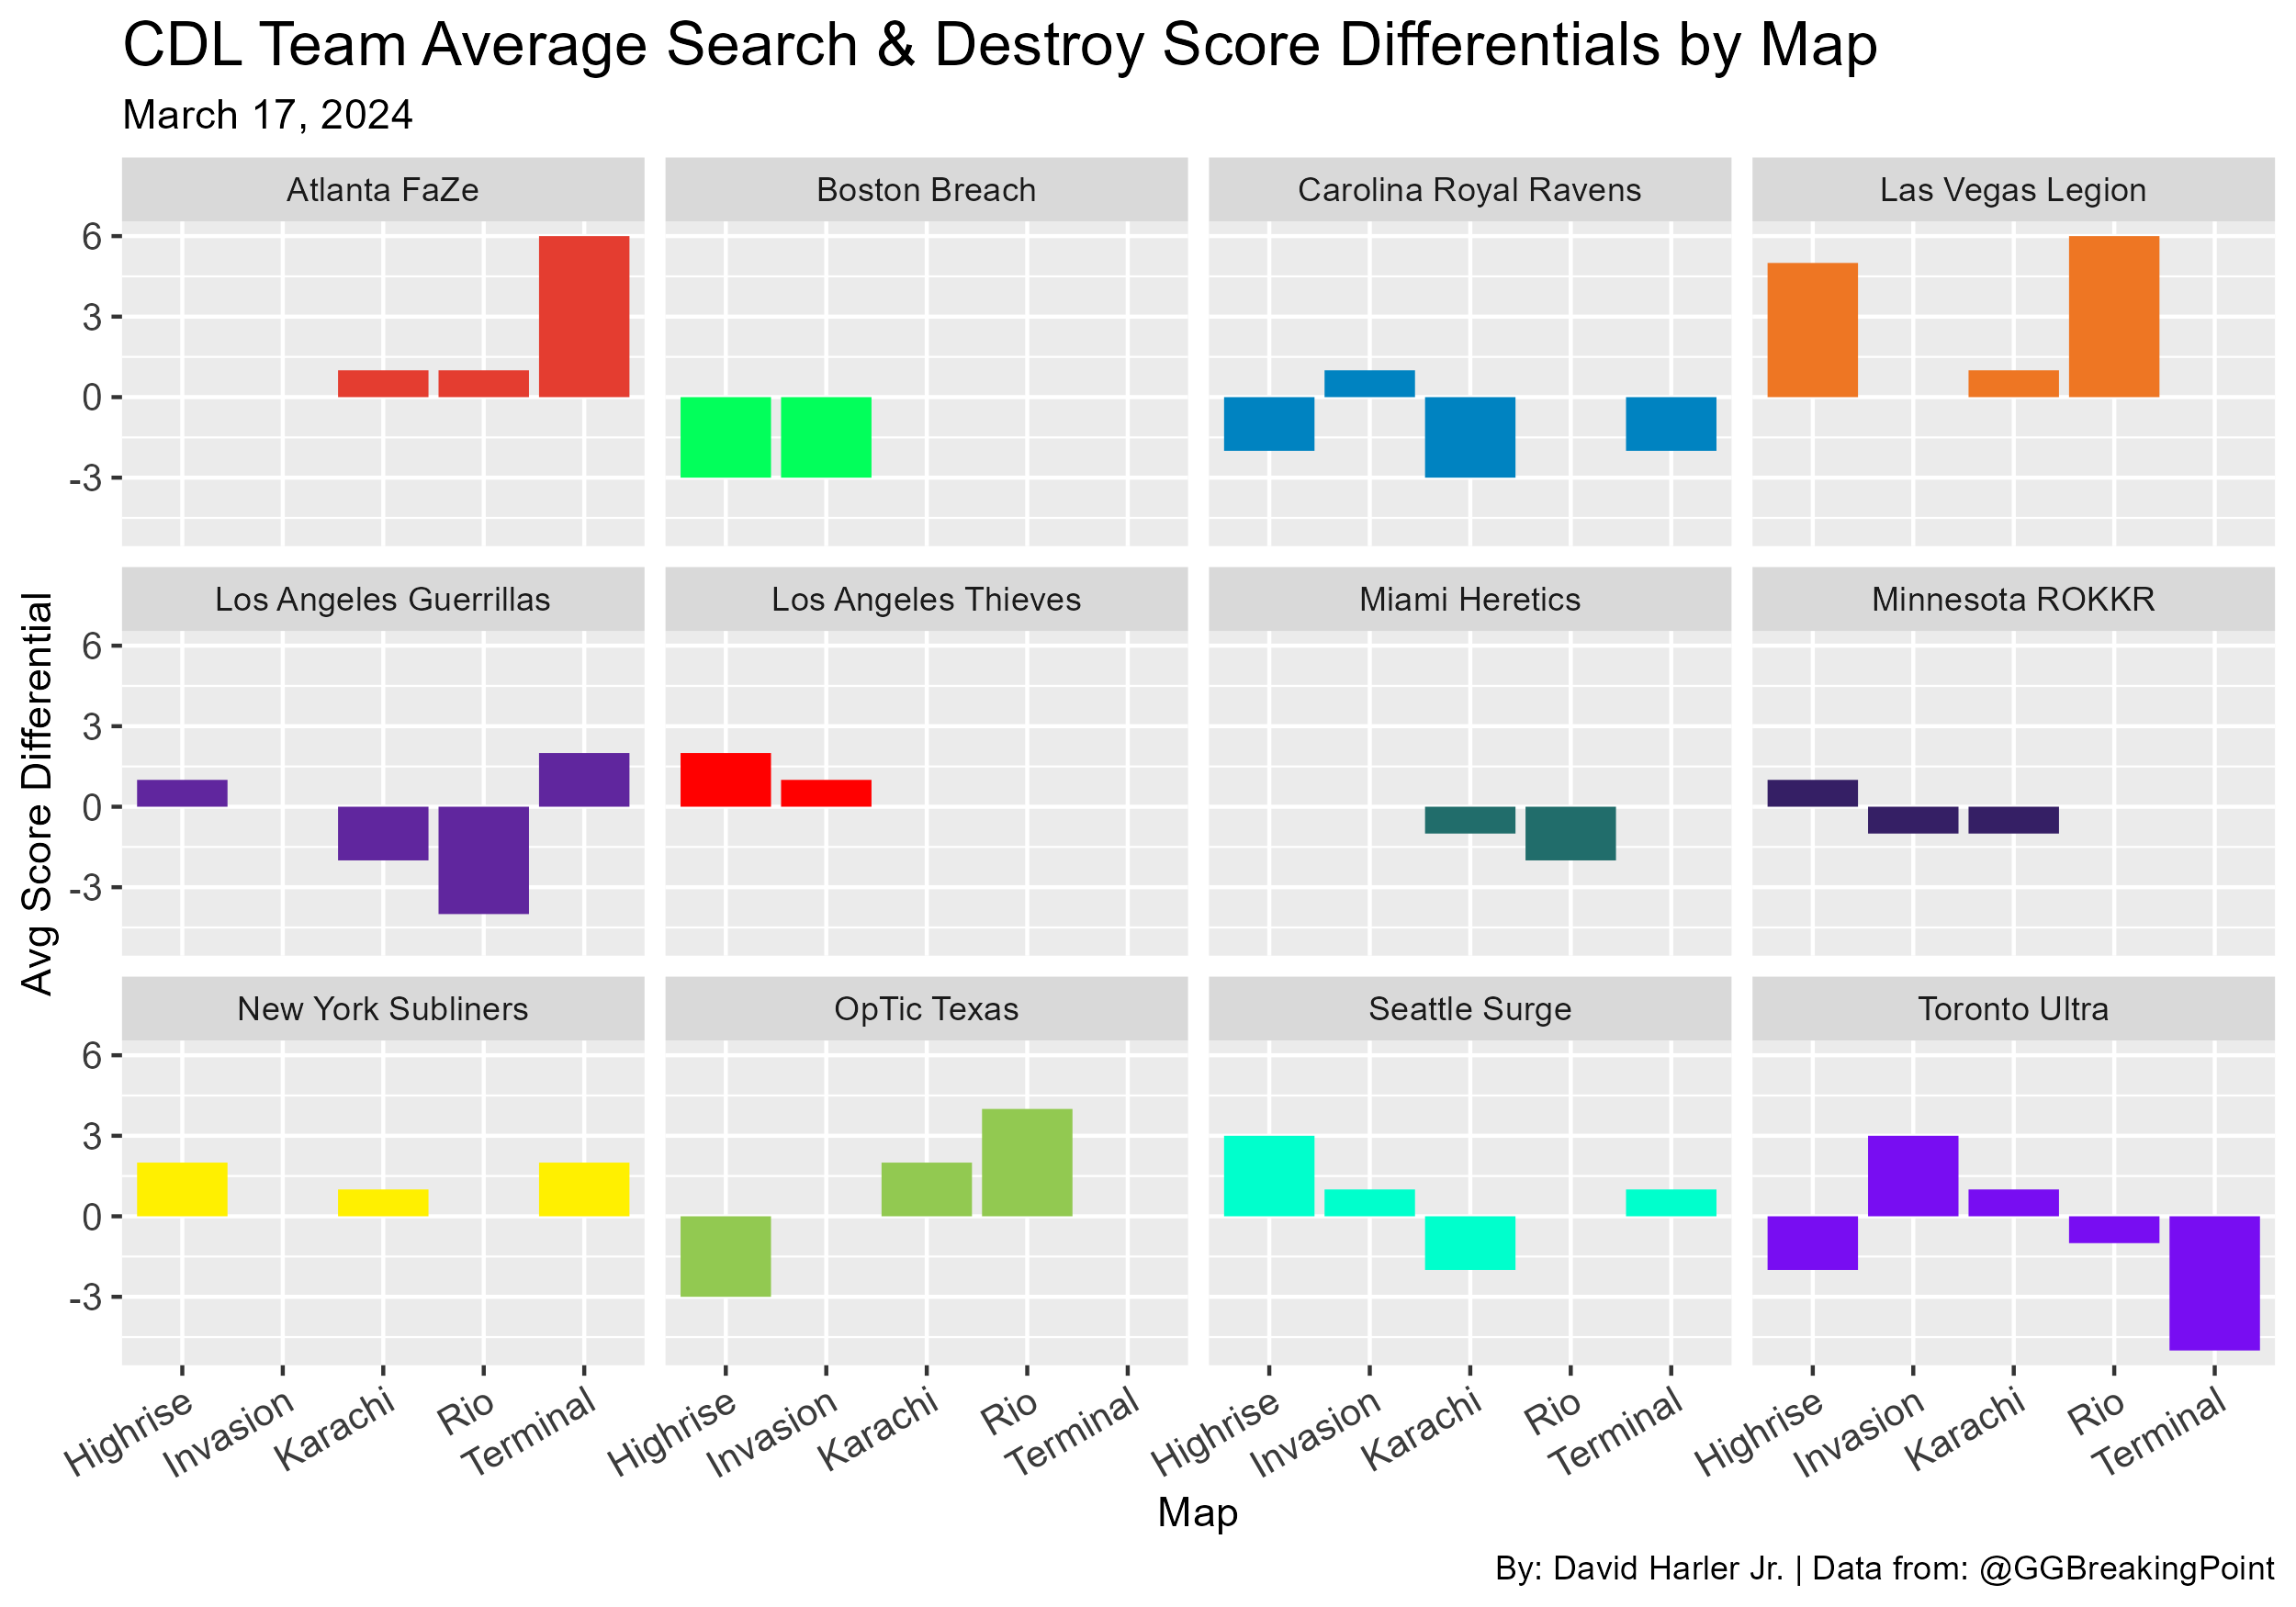 CDL Team Average Search & Destroy Score Differentials by Map
March 17, 2024
Atlanta FaZe
Boston Breach
Carolina Royal Ravens
Las Vegas Legion
6
3
0
-3
Los Angeles Guerrillas
Los Angeles Thieves
Miami Heretics
Minnesota ROKKR
6
3
0
-3
Avg Score Differential
New York Subliners
OpTic Texas
Seattle Surge
Toronto Ultra
6
3
0
-3
Highrise
Invasion
Karachi
Rio
Terminal
Highrise
Invasion
Karachi
Rio
Terminal
Highrise
Invasion
Karachi
Rio
Terminal
Highrise
Invasion
Karachi
Rio
Terminal
Map
By: David Harler Jr. | Data from: @GGBreakingPoint